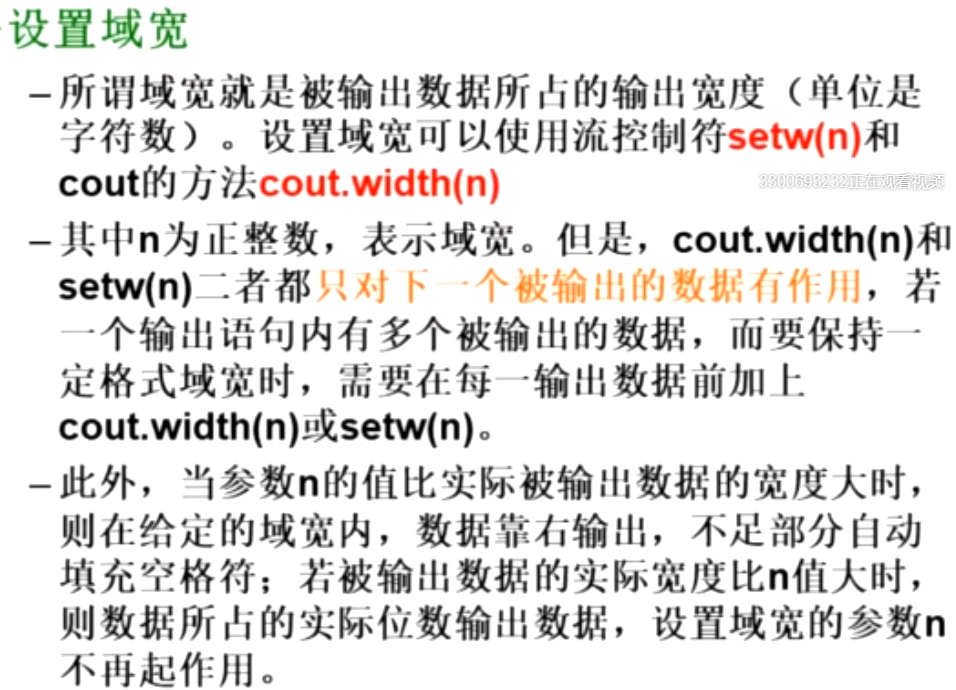 设置域宽
–所谓域宽就是被输出数据所占的输出宽度（单位是
字符数）。设置域宽可以使用流控制符setw(n)和
cout的方法cout.width(n)
3300693232正在观看视频
–其中n为正整数，表示域宽。但是，cout.width(n)和
setw(n)二者都只对下一个被输出的数据有作用，若
一个输出语句内有多个被输出的数据，而要保持一
定格式域宽时，需要在每一输出数据前加上
cout.width(n)或setw(n)。
–此外，当参数n的值比实际被输出数据的宽度大时，
则在给定的域宽内，数据靠右输出，不足部分自动
填充空格符；若被输出数据的实际宽度比n值大时，
则数据所占的实际位数输出数据，设置域宽的参数n
不再起作用。